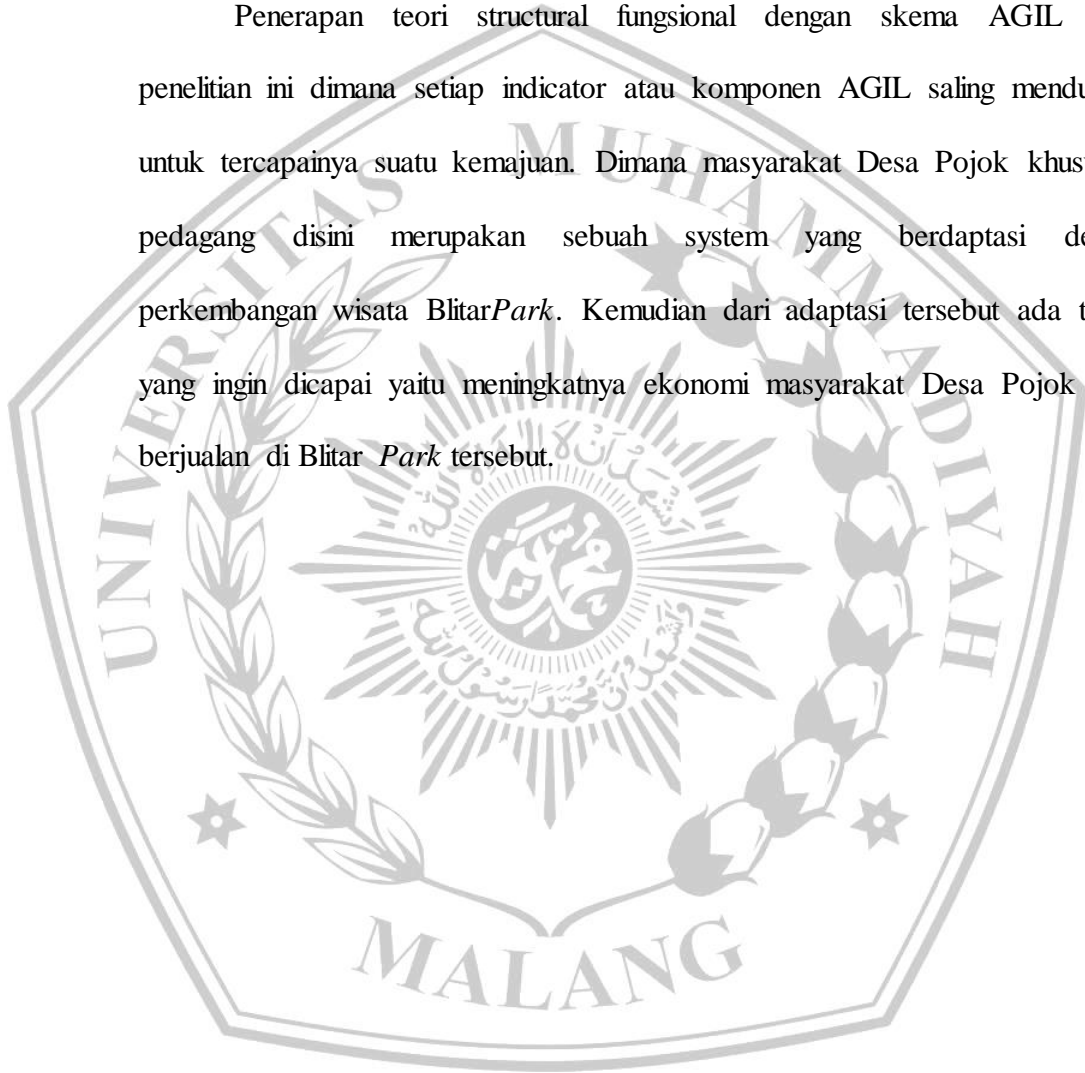 Penerapan teori structural fungsional dengan skema AGIL
penelitian ini dimana setiap indicator atau komponen AGIL saling
untuk tercapainya suatu kemajuan. Dimana masyarakat Desa Pojok
pedagang disini merupakan sebuah system yang berdaptasi
perkembangan wisata BlitarPark. Kemudian dari adaptasi tersebut ada
yang ingin dicapai yaitu meningkatnya ekonomi masyarakat Desa Pojok
berjualan di Blitar Park tersebut.
UNIVERSITAS MUHAMMADIYAH
MALANG